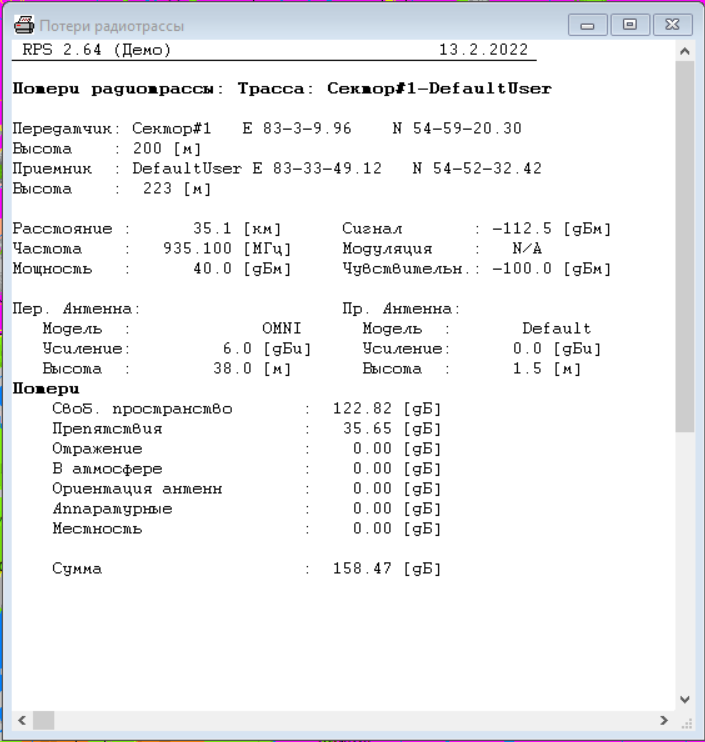 Потери радиотрассы
RPS 2.64 (Демо) 13.2.2022
Потери радиотрассы: Трасса: Сектор#1-DefaultUser
Передатчик: Сектор#1 E 83-3-9.96 N 54-59-20.30
Высота : 200 [м]
Приемник : DefaultUser E 83-33-49.12 N 54-52-32.42
Высота : 223 [м]
Расстояние : 35.1 [км] Сигнал : -112.5 [дБм]
Частота : 935.100 [МГц] Модуляция : N/A
Мощность : 40.0 [дБм] Чувствительн.: -100.0 [дБм]
Пер. Антенна: Пр. Антенна:
Модель : OMNI Модель : Default
Усиление: 6.0 [дБи] Усиление: 0.0 [дБи]
Высота : 38.0 [м] Высота : 1.5 [м]
Потери
Своб. пространство : 122.82 [дБ]
Препятствия : 35.65 [дБ]
Отражение : 0.00 [дБ]
В атмосфере : 0.00 [дБ]
Ориентация антенн : 0.00 [дБ]
Аппаратурные : 0.00 [дБ]
Местность : 0.00 [дБ]
Сумма : 158.47 [дБ]